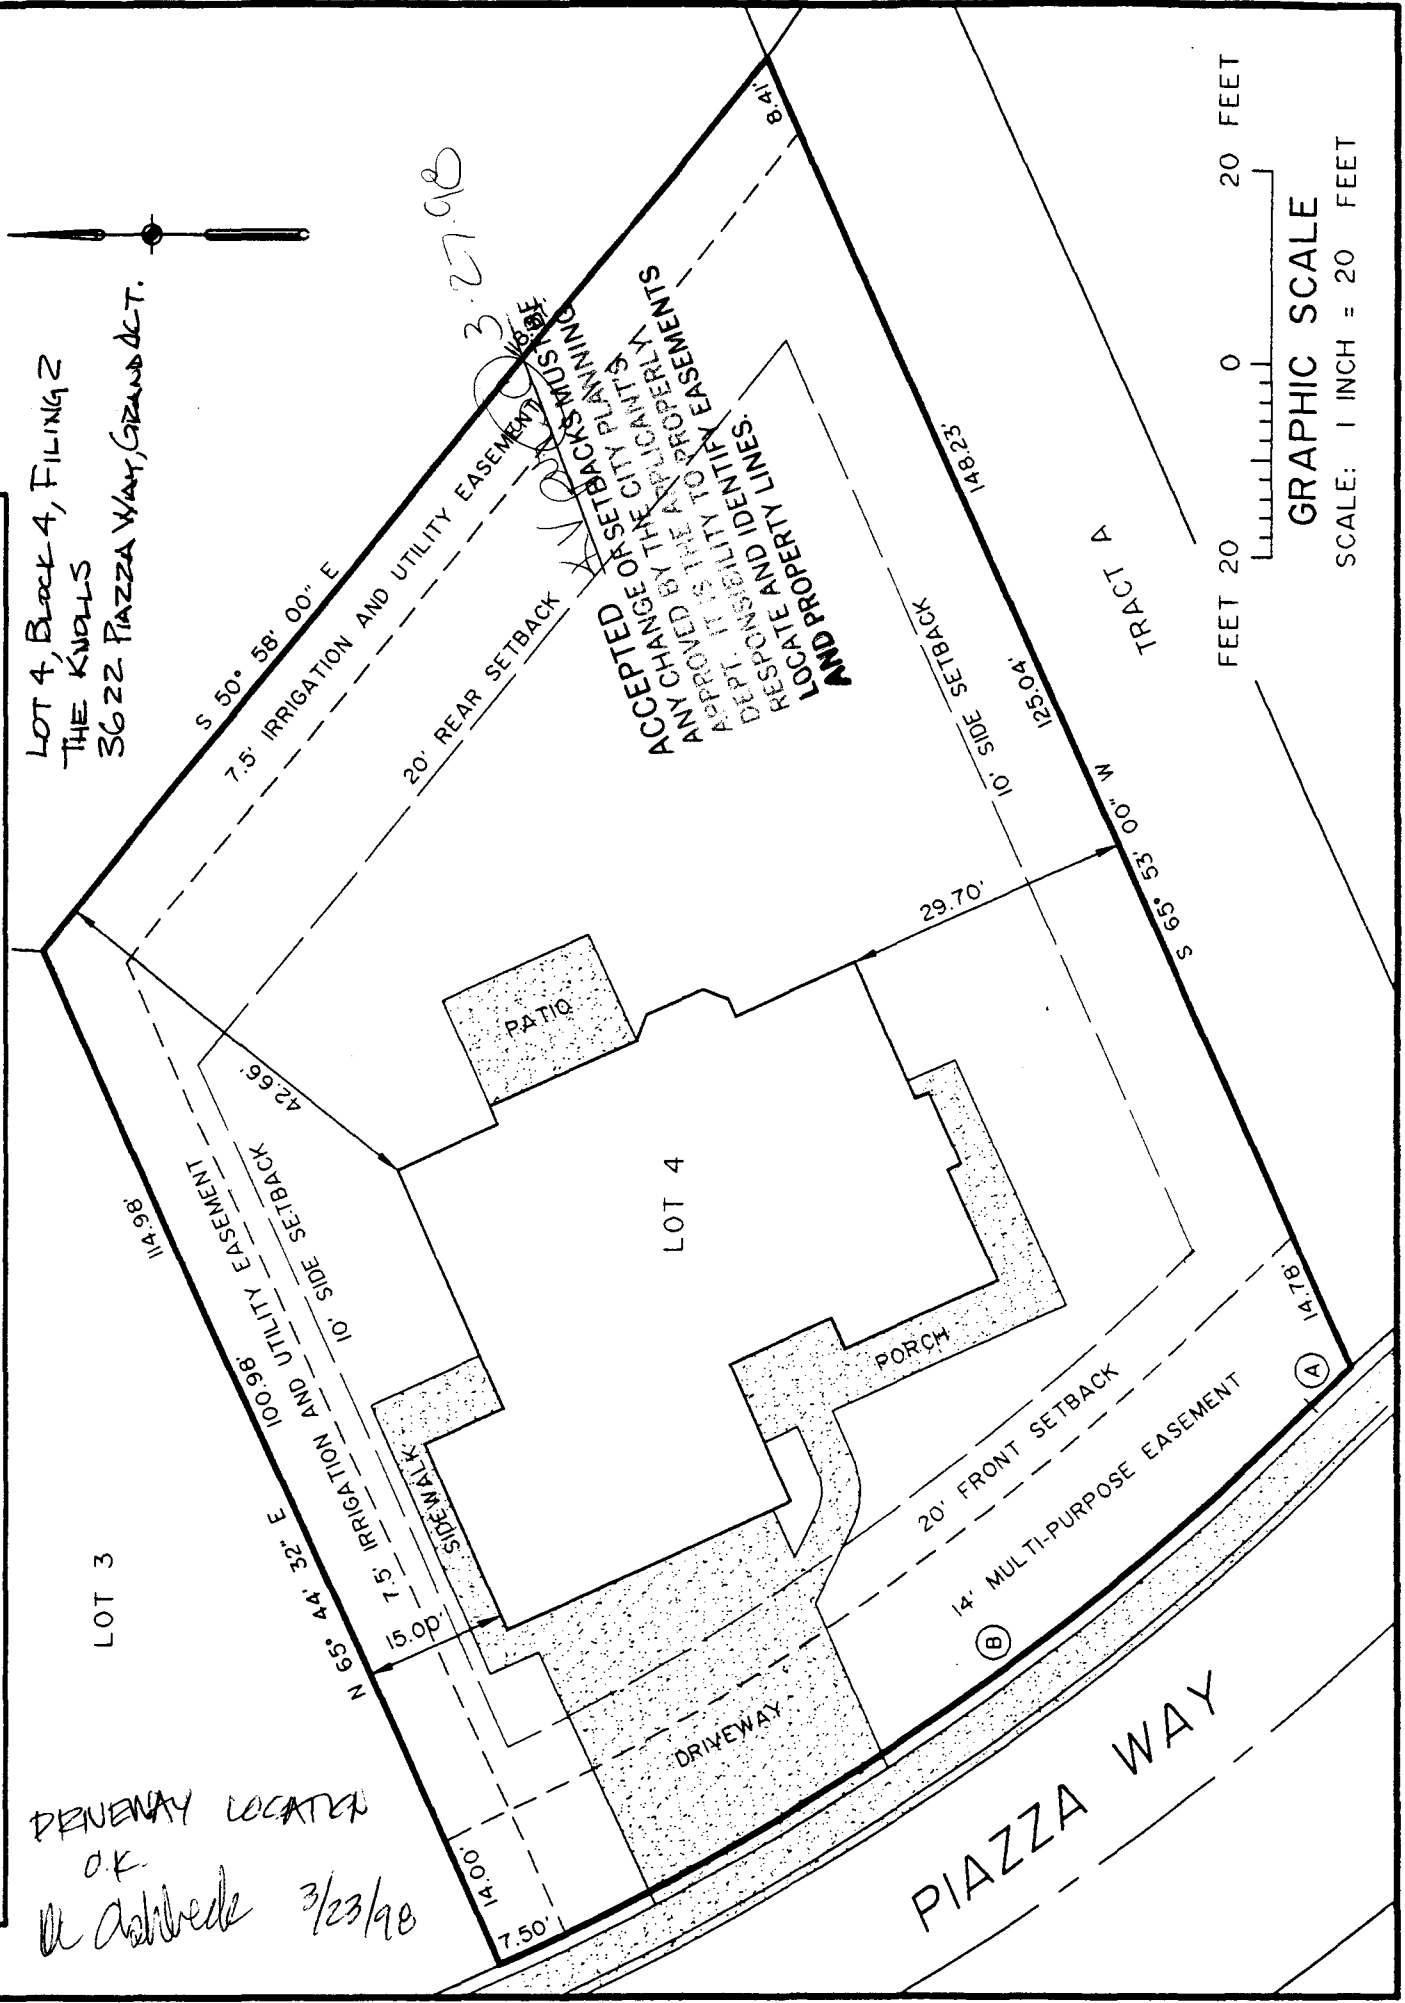 LOT 4, BLOCK 4, FILING 2
THE KNOLLS
3622 PIAZZA WAY, GRAND JCT.
LOT 3
DRIVEWAY LOCATION
O.K.
3/23/98
3-27-98
ACCEPTED
ANY CHANGE OF SETBACKS MUST BE
APPROVED BY THE CITY PLANNING
DEPT. IT IS THE APPLICANT'S
RESPONSIBILITY TO PROPERLY
LOCATE AND IDENTIFY EASEMENTS
AND PROPERTY LINES.
S 50° 58' 00" E
7.5' IRRIGATION AND UTILITY EASEMENT
20' REAR SETBACK
8.41'
148.23'
125.04'
10' SIDE SETBACK
S 65° 53' 00" W
TRACT A
29.70'
42.66'
PATIO
LOT 4
114.98'
100.98'
N 65° 44' 32" E
7.5' IRRIGATION AND UTILITY EASEMENT
10' SIDE SETBACK
SIDEWALK
15.00'
14.00'
7.50'
DRIVEWAY
PORCH
20' FRONT SETBACK
14' MULTI-PURPOSE EASEMENT
14.78'
A
B
PIAZZA WAY
FEET 20 0 20 FEET
GRAPHIC SCALE
SCALE: 1 INCH = 20 FEET